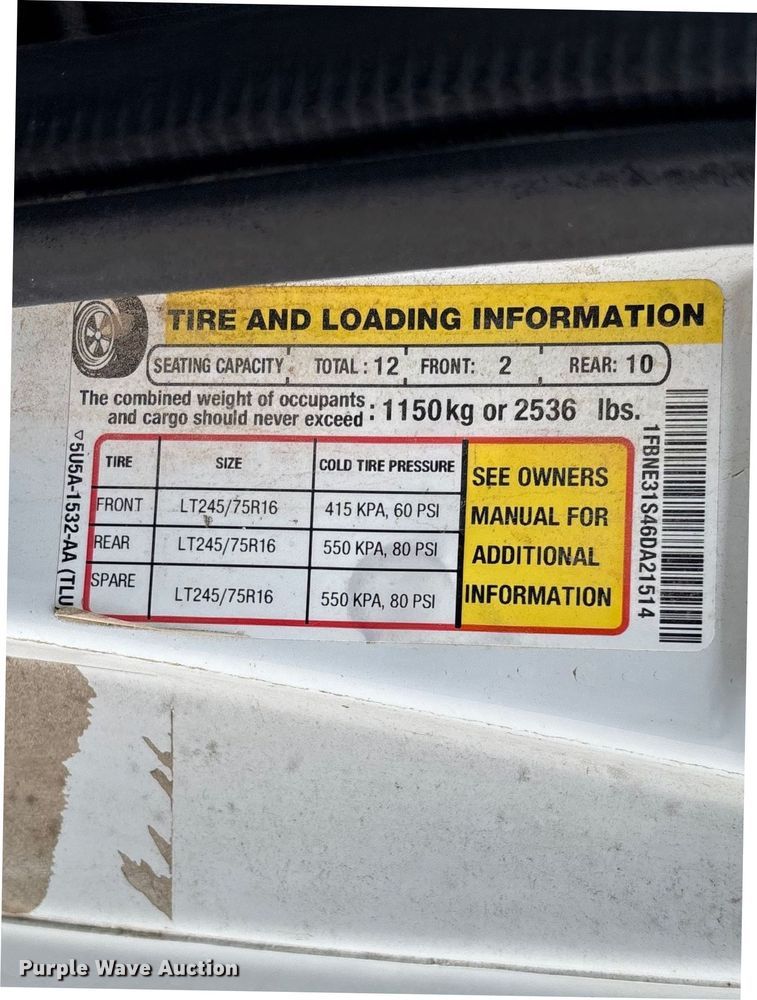 TIRE AND LOADING INFORMATION
SEATING CAPACITY TOTAL : 12 FRONT: 2 REAR: 10
The combined weight of occupants
and cargo should never exceed : 1150 kg or 2536 lbs.
TIRE SIZE COLD TIRE PRESSURE
FRONT LT245/75R16 415 KPA, 60 PSI
REAR LT245/75R16 550 KPA, 80 PSI
SPARE LT245/75R16 550 KPA, 80 PSI
SEE OWNERS
MANUAL FOR
ADDITIONAL
INFORMATION
5U5A-1532-AA (TLU
1FBNE31S46DA21514
Purple Wave Auction